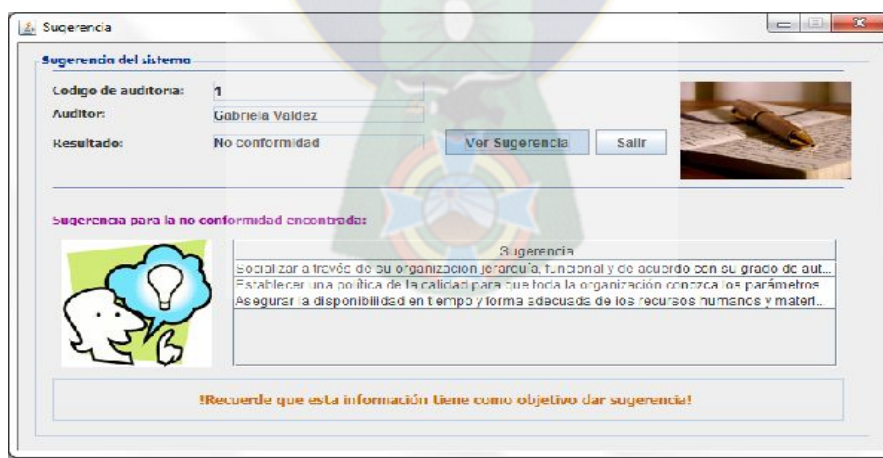 Sugerencia
Sugerencia del sistema
Codigo de auditoria: 1
Auditor: Gabriela Valdez
Resultado: No conformidad
Ver Sugerencia Salir
Sugerencia para la no conformidad encontrada:
Sugerencia
Socializar a través de su organización jerarquía, funcional y de acuerdo con su grado de aut...
Establecer una política de la calidad para que toda la organización conozca los parámetros
Asegurar la disponibilidad en tiempo y forma adecuada de los recursos humanos y materi...
!Recuerde que esta información tiene como objetivo dar sugerencia!